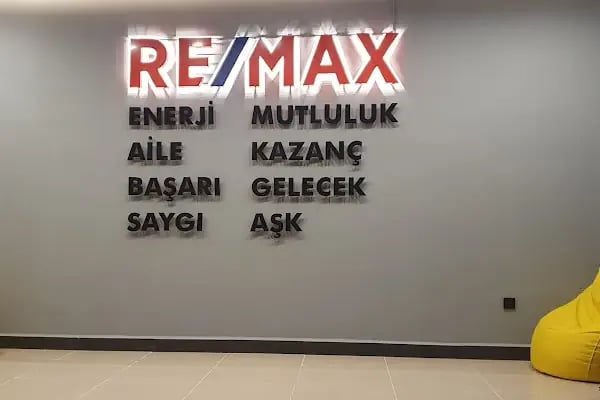 RE/MAX
ENERJİ MUTLULUK
AİLE KAZANÇ
BAŞARI GELECEK
SAYGI AŞK